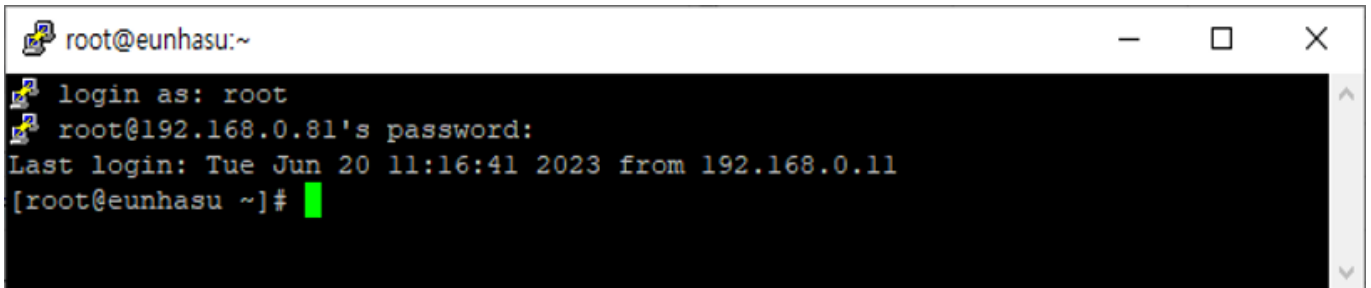 root@eunhasu:~
login as: root
root@192.168.0.81's password:
Last login: Tue Jun 20 11:16:41 2023 from 192.168.0.11
[root@eunhasu ~]#